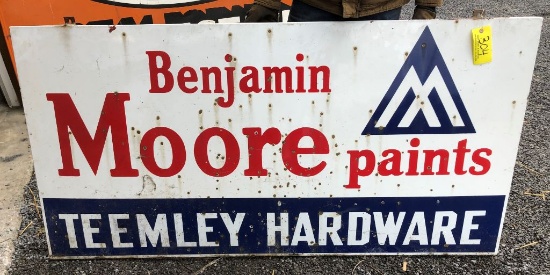 Benjamin
Moore paints
TEEMLEY HARDWARE
304